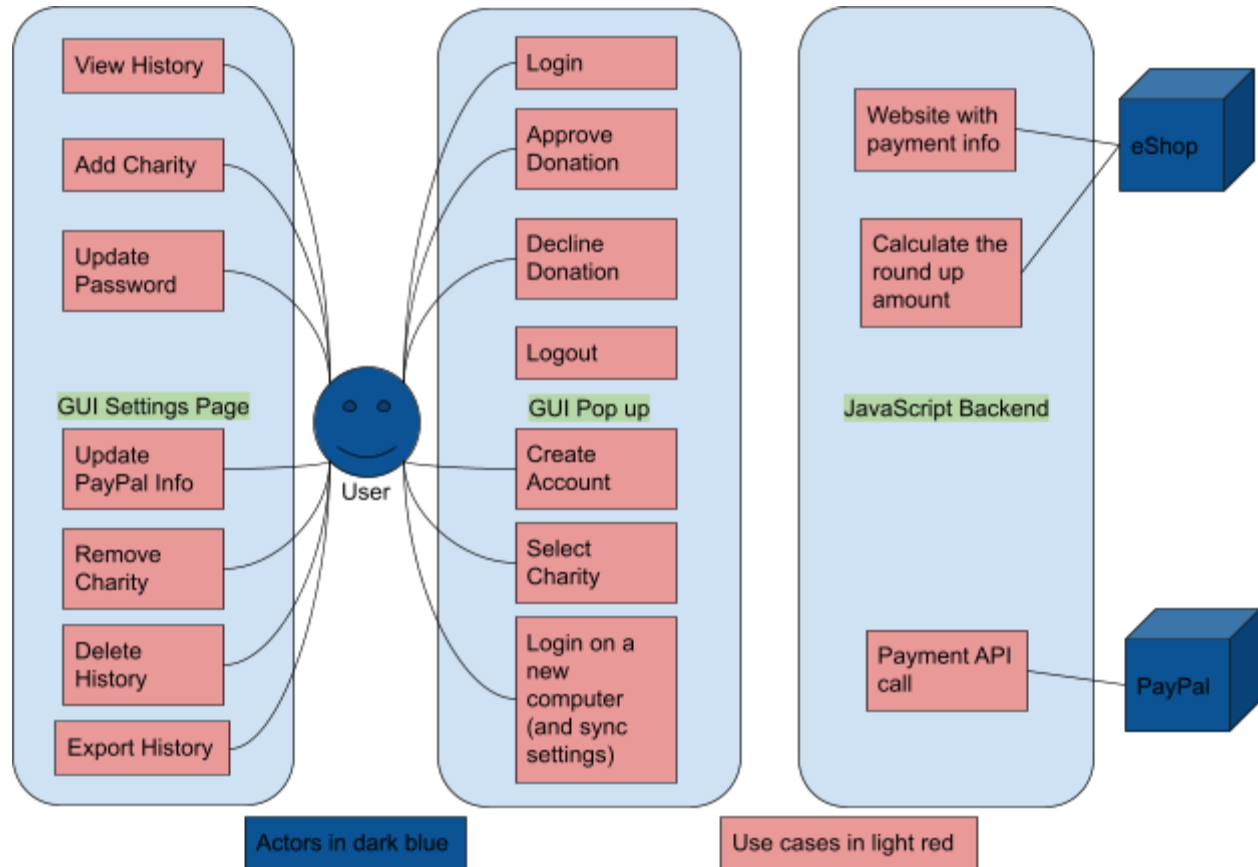 View History
Add Charity
Update
Password
GUI Settings Page
Update
PayPal Info
Remove
Charity
Delete
History
Export History
User
Login
Approve
Donation
Decline
Donation
Logout
GUI Pop up
Create
Account
Select
Charity
Login on a
new
computer
(and sync
settings)
Website with
payment info
Calculate the
round up
amount
JavaScript Backend
Payment API
call
eShop
PayPal
Actors in dark blue
Use cases in light red